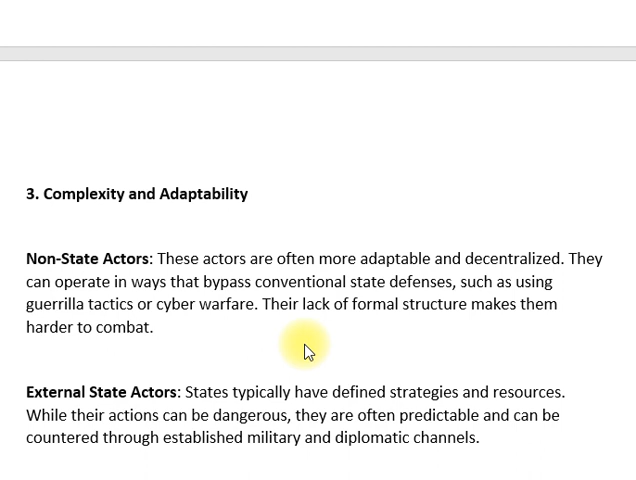 3. Complexity and Adaptability
Non-State Actors: These actors are often more adaptable and decentralized. They
can operate in ways that bypass conventional state defenses, such as using
guerrilla tactics or cyber warfare. Their lack of formal structure makes them
harder to combat.
External State Actors: States typically have defined strategies and resources.
While their actions can be dangerous, they are often predictable and can be
countered through established military and diplomatic channels.